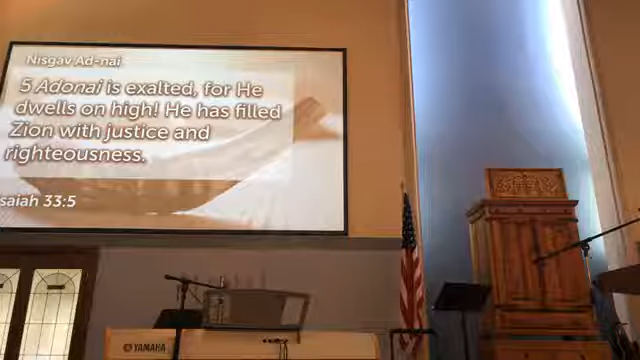 Nisgav Ad-nai
5 Adonai is exalted, for He
dwells on high! He has filled
Zion with justice and
righteousness.
saiah 33:5
YAMAHA